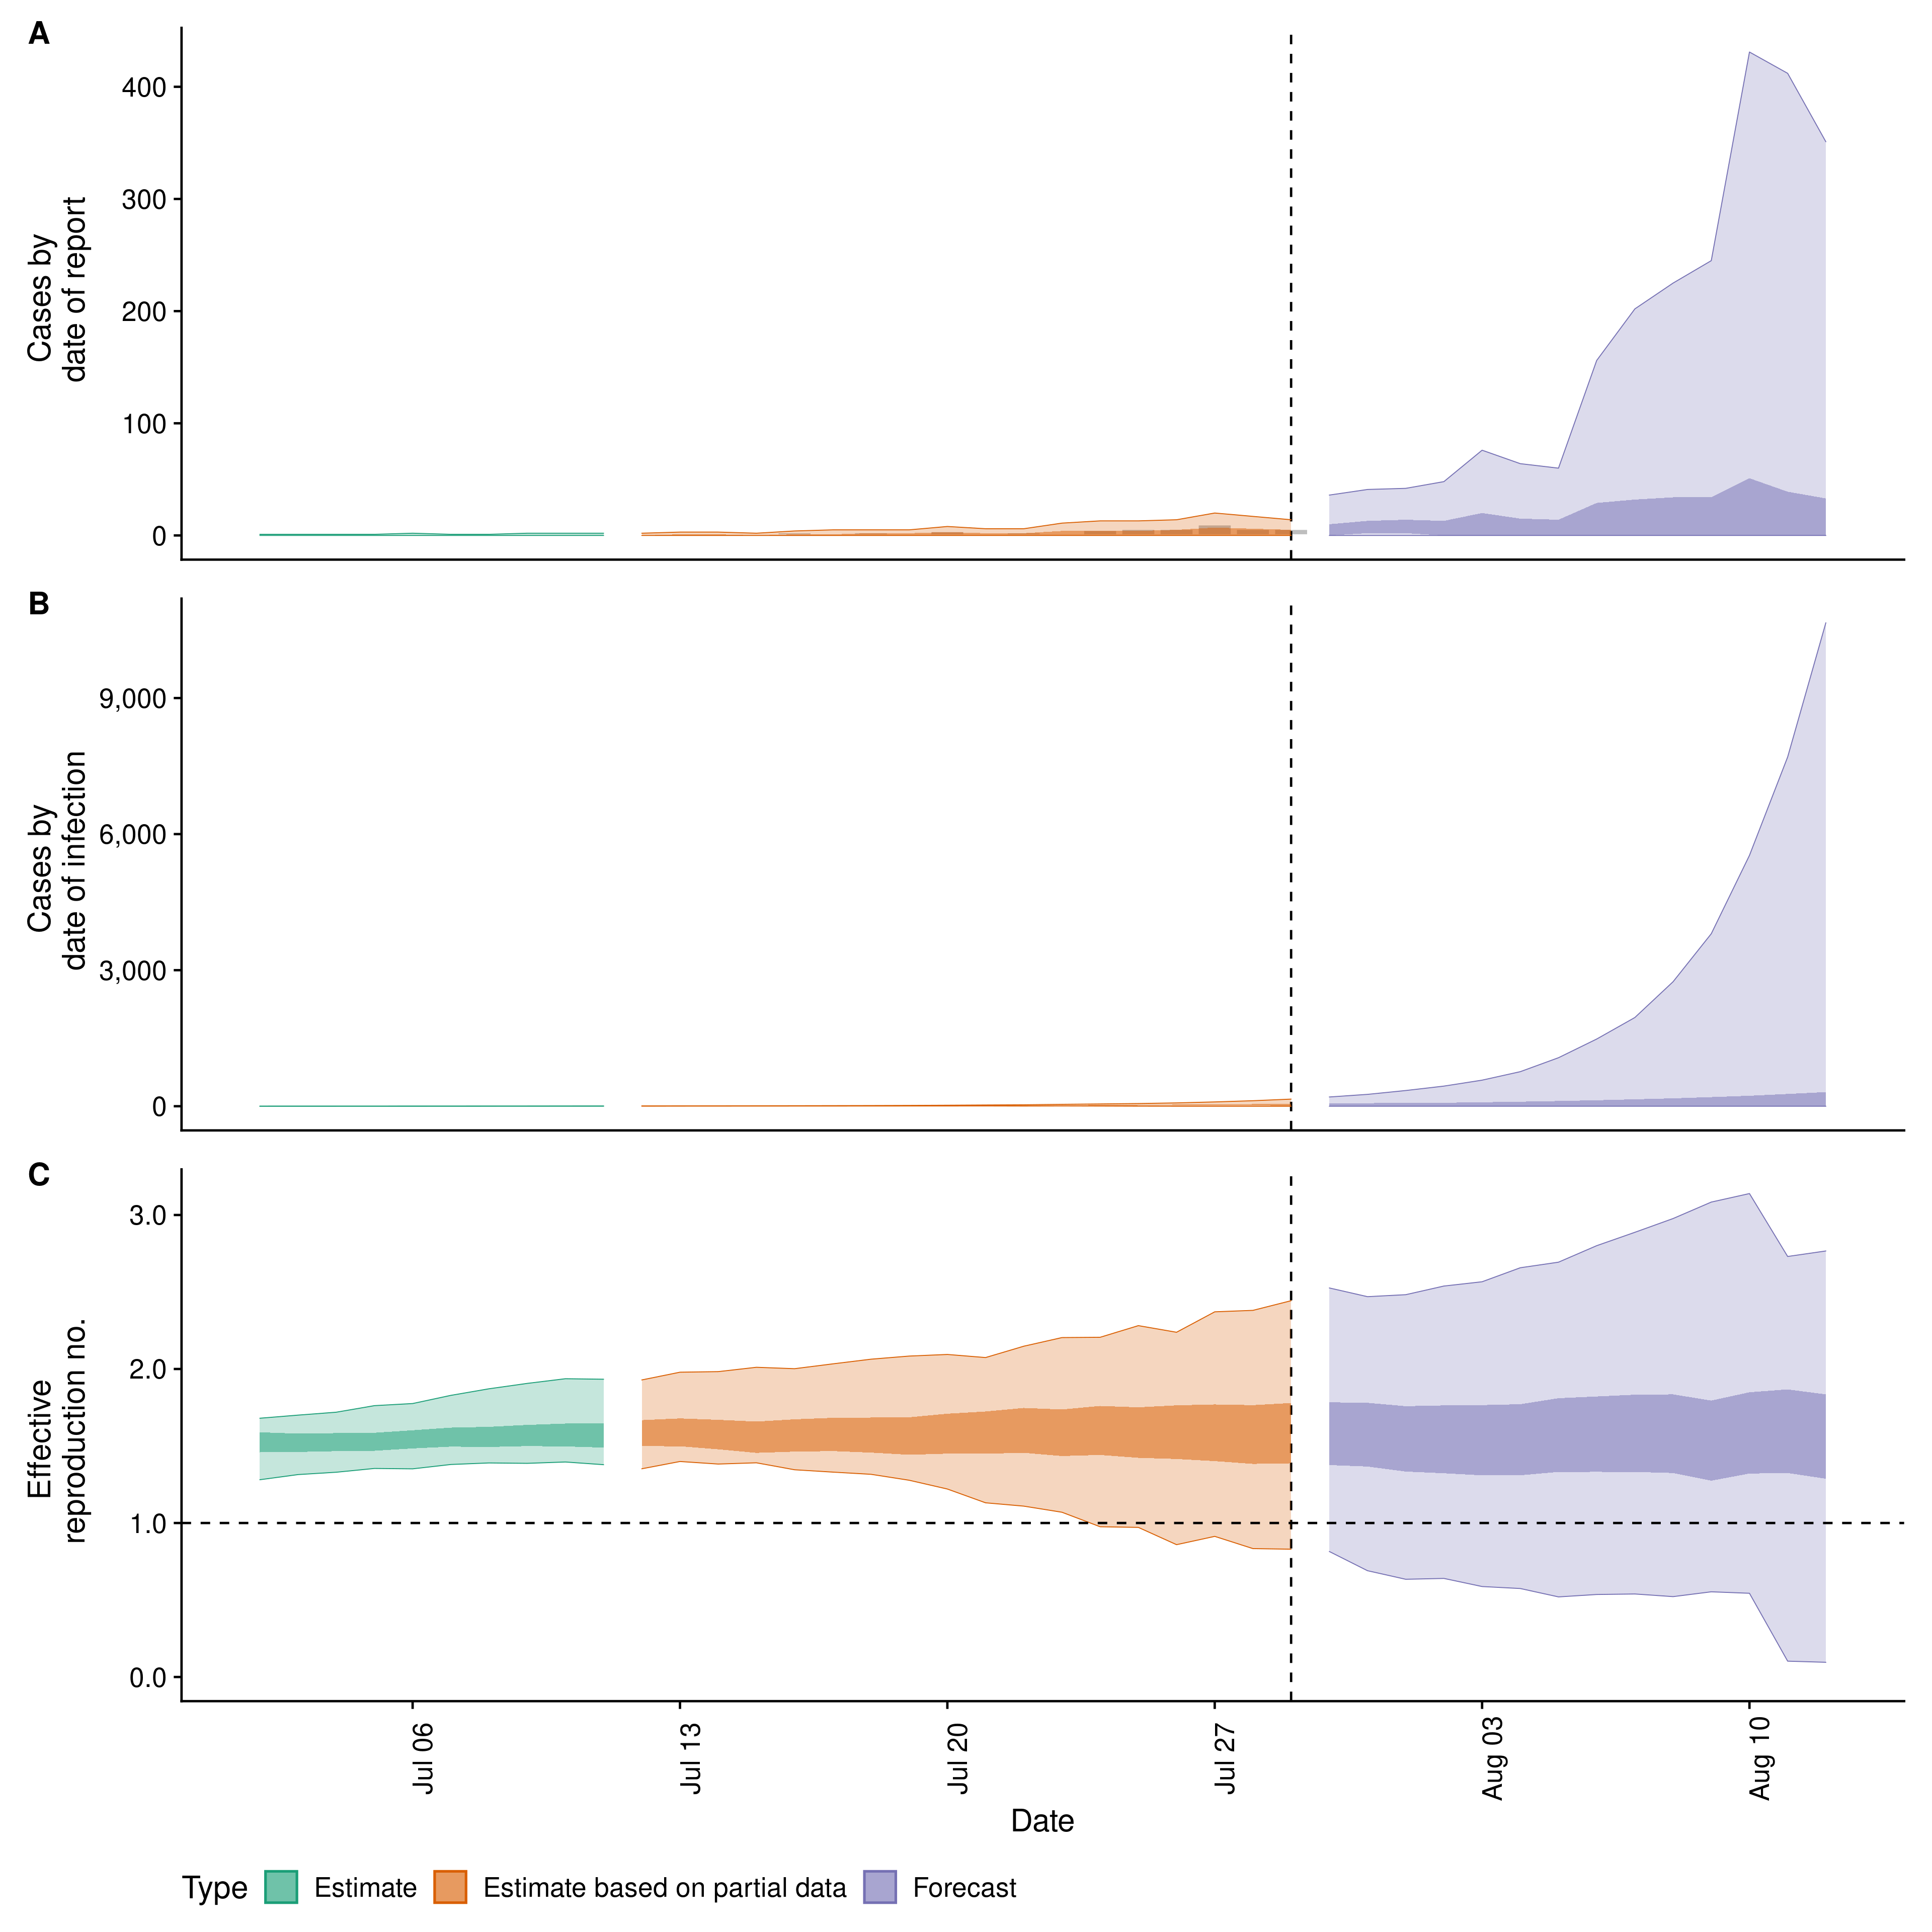 A
Cases by
date of report
400
300
200
100
0
B
Cases by
date of infection
9,000
6,000
3,000
0
C
Effective
reproduction no.
3.0
2.0
1.0
0.0
Jul 06
Jul 13
Jul 20
Jul 27
Aug 03
Aug 10
Date
Type Estimate Estimate based on partial data Forecast